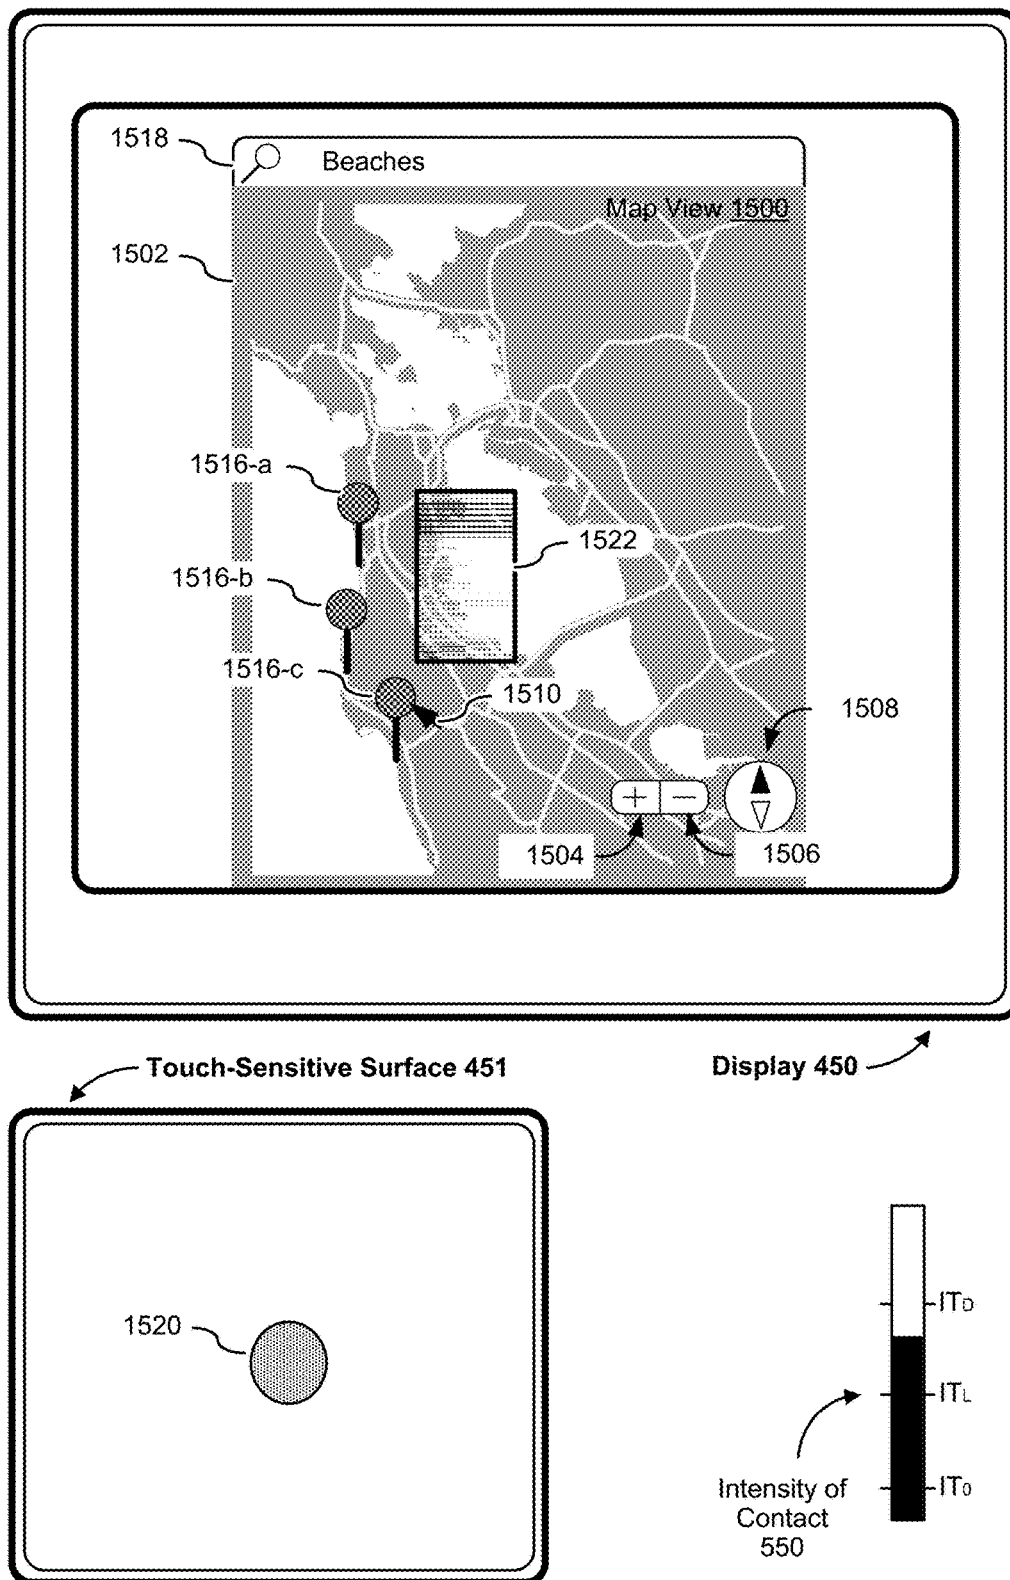 1518
Beaches
Map View 1500
1502
1516-a
1522
1516-b
1516-c
1510
1508
+ −
1504
1506
Touch-Sensitive Surface 451
Display 450
1520
ITD
ITL
IT0
Intensity of
Contact
550